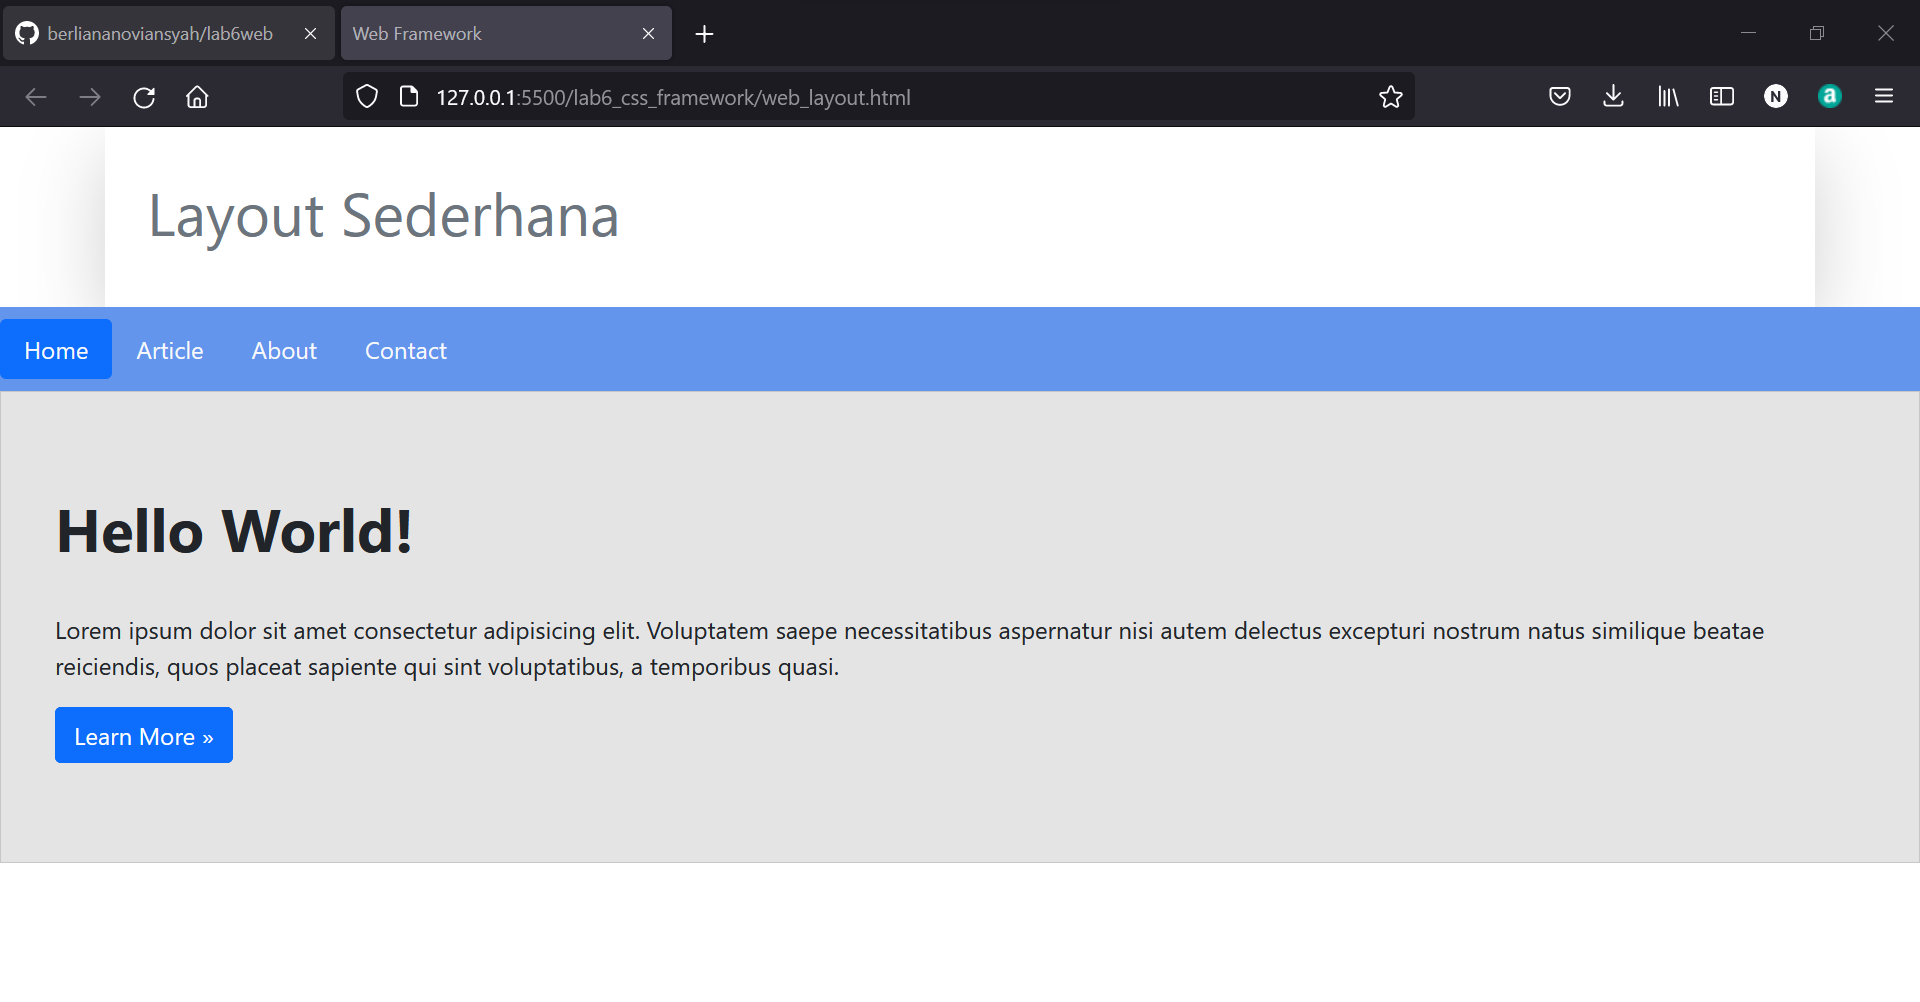 berliananoviansyah/lab6web
Web Framework
127.0.0.1:5500/lab6_css_framework/web_layout.html
N
a
Layout Sederhana
Home Article About Contact
Hello World!
Lorem ipsum dolor sit amet consectetur adipisicing elit. Voluptatem saepe necessitatibus aspernatur nisi autem delectus excepturi nostrum natus similique beatae
reiciendis, quos placeat sapiente qui sint voluptatibus, a temporibus quasi.
Learn More »